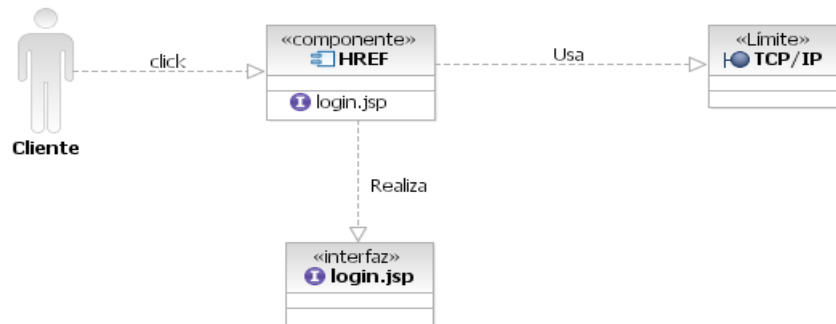 Cliente
click
«componente»
HREF
login.jsp
Usa
«Límite»
TCP/IP
Realiza
«interfaz»
login.jsp